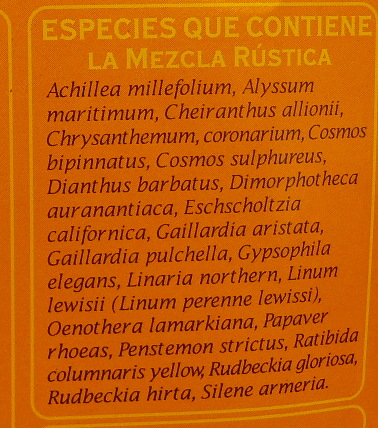 ESPECIES QUE CONTIENE
LA MEZCLA RÚSTICA
Achillea millefolium, Alyssum
maritimum, Cheiranthus allionii,
Chrysanthemum, coronarium, Cosmos
bipinnatus, Cosmos sulphureus,
Dianthus barbatus, Dimorphotheca
auranantiaca, Eschscholtzia
californica, Gaillardia aristata,
Gaillardia pulchella, Gypsophila
elegans, Linaria northern, Linum
lewisii (Linum perenne lewissi),
Oenothera lamarkiana, Papaver
rhoeas, Penstemon strictus, Ratibida
columnaris yellow, Rudbeckia gloriosa,
Rudbeckia hirta, Silene armeria.